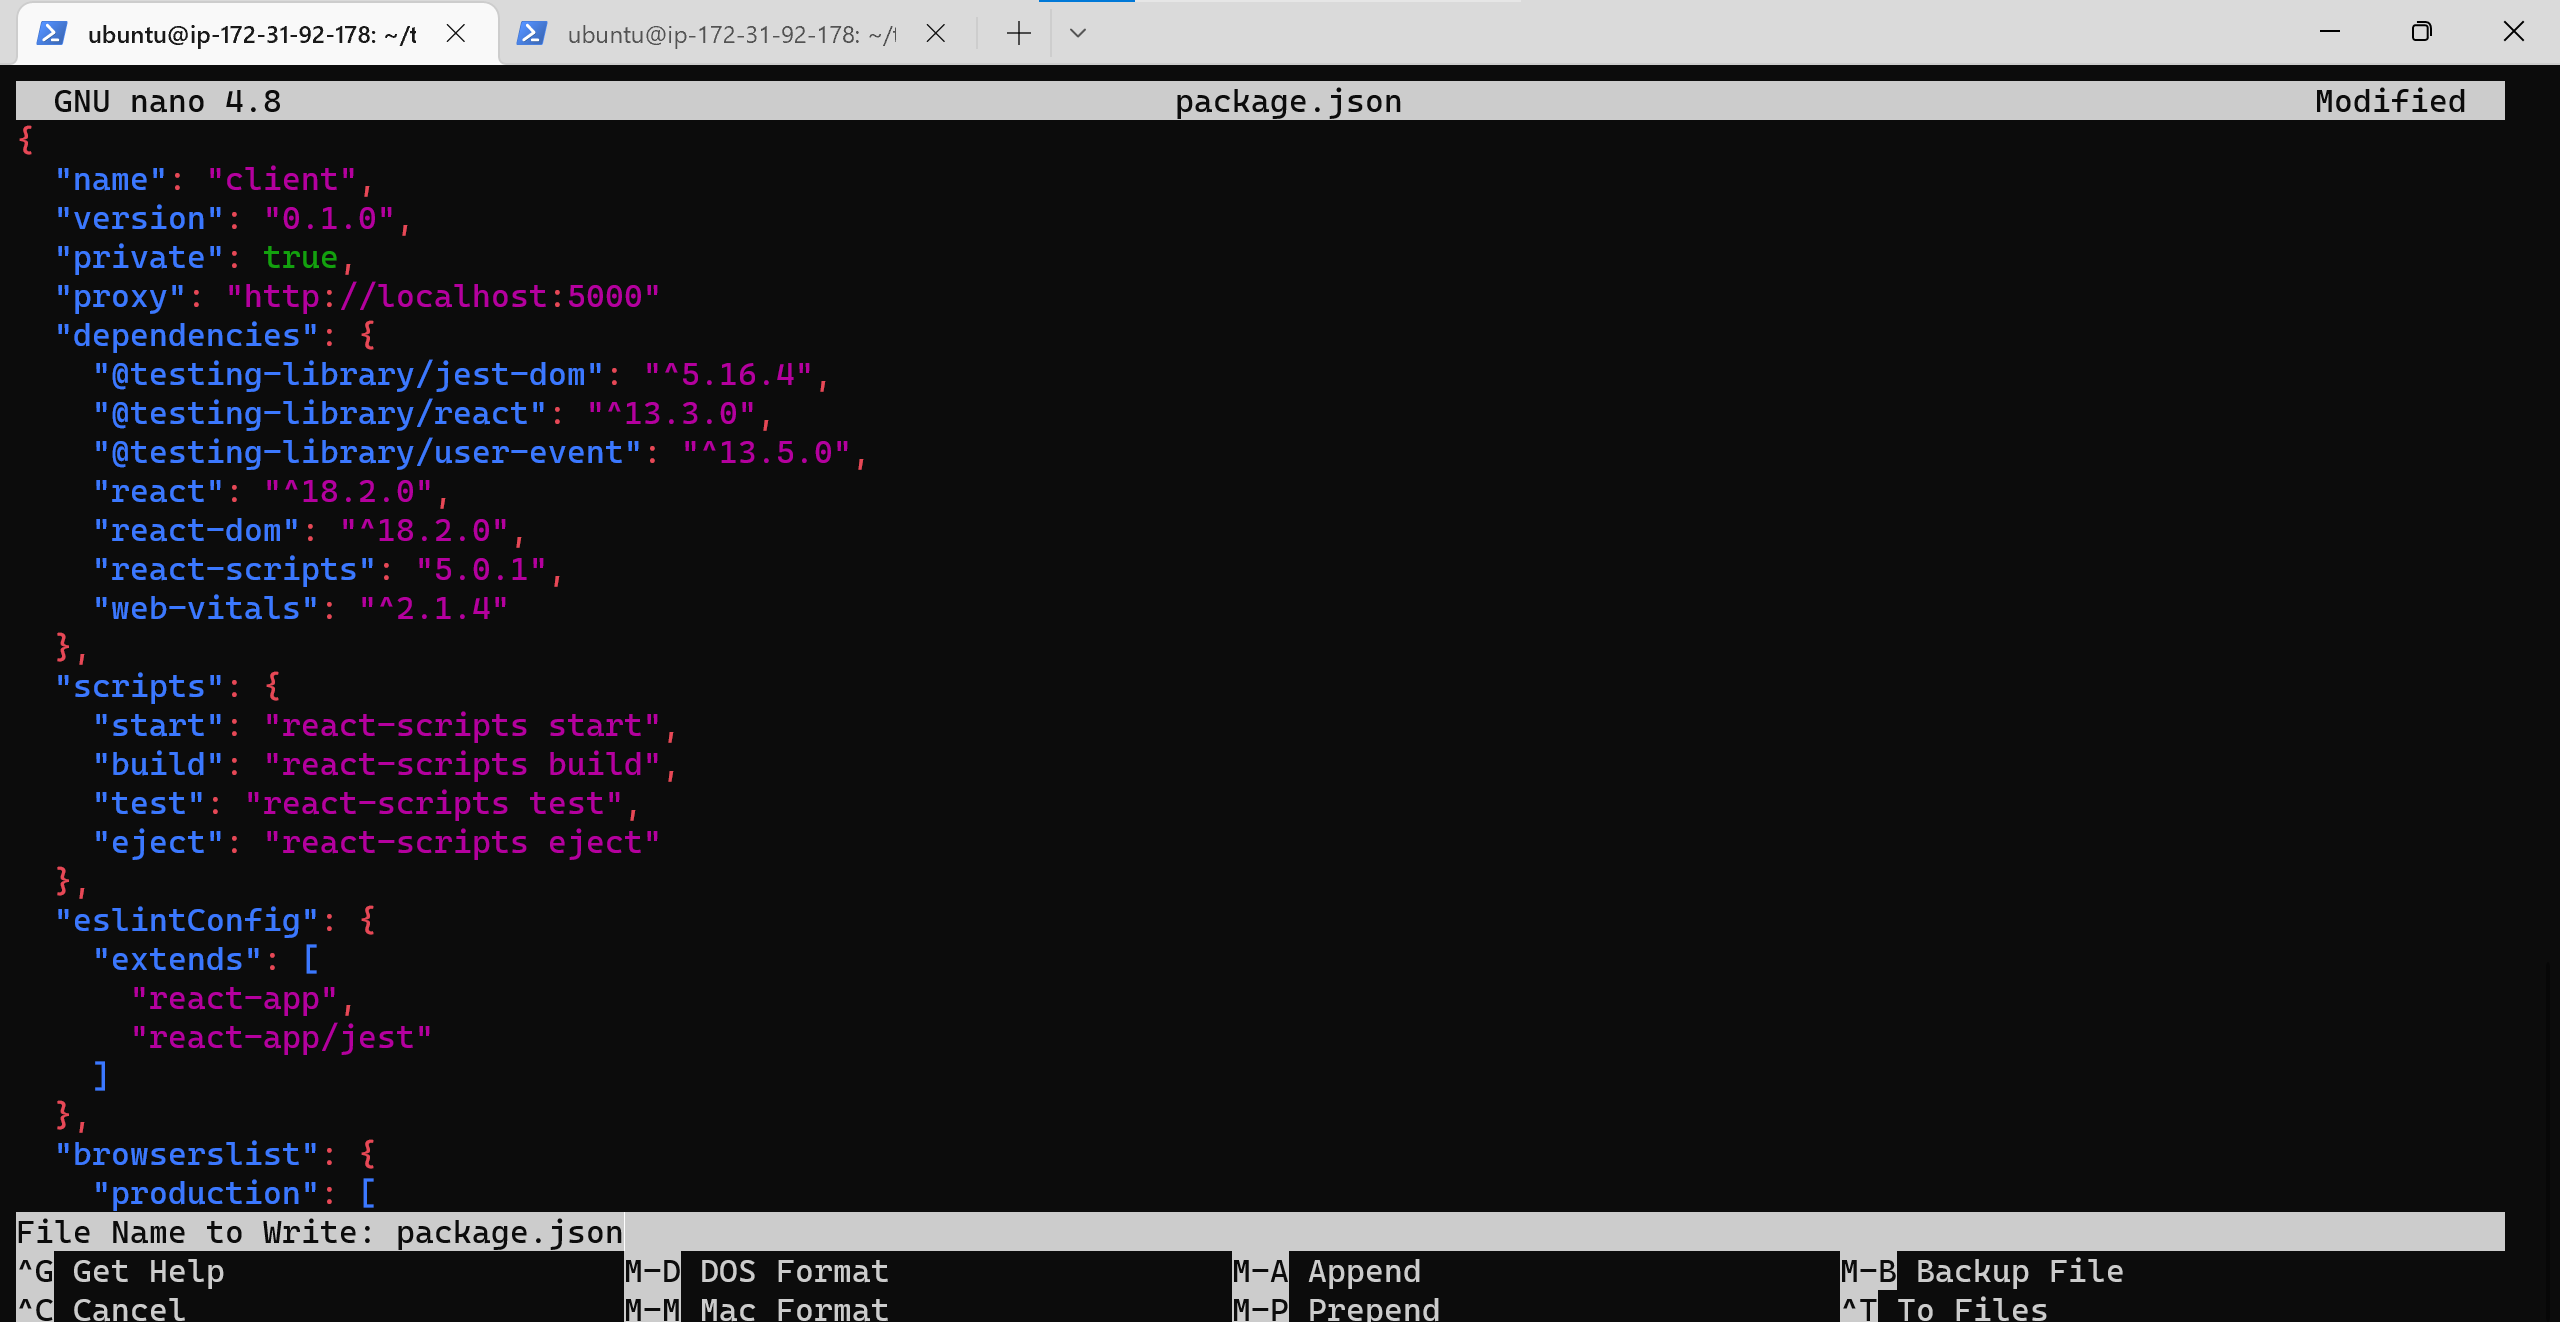 ubuntu@ip-172-31-92-178: ~/t ubuntu@ip-172-31-92-178: ~/t
GNU nano 4.8 package.json Modified
{
  "name": "client",
  "version": "0.1.0",
  "private": true,
  "proxy": "http://localhost:5000"
  "dependencies": {
    "@testing-library/jest-dom": "^5.16.4",
    "@testing-library/react": "^13.3.0",
    "@testing-library/user-event": "^13.5.0",
    "react": "^18.2.0",
    "react-dom": "^18.2.0",
    "react-scripts": "5.0.1",
    "web-vitals": "^2.1.4"
  },
  "scripts": {
    "start": "react-scripts start",
    "build": "react-scripts build",
    "test": "react-scripts test",
    "eject": "react-scripts eject"
  },
  "eslintConfig": {
    "extends": [
      "react-app",
      "react-app/jest"
    ]
  },
  "browserslist": {
    "production": [
File Name to Write: package.json
^G Get Help M-D DOS Format M-A Append M-B Backup File
^C Cancel M-M Mac Format M-P Prepend ^T To Files